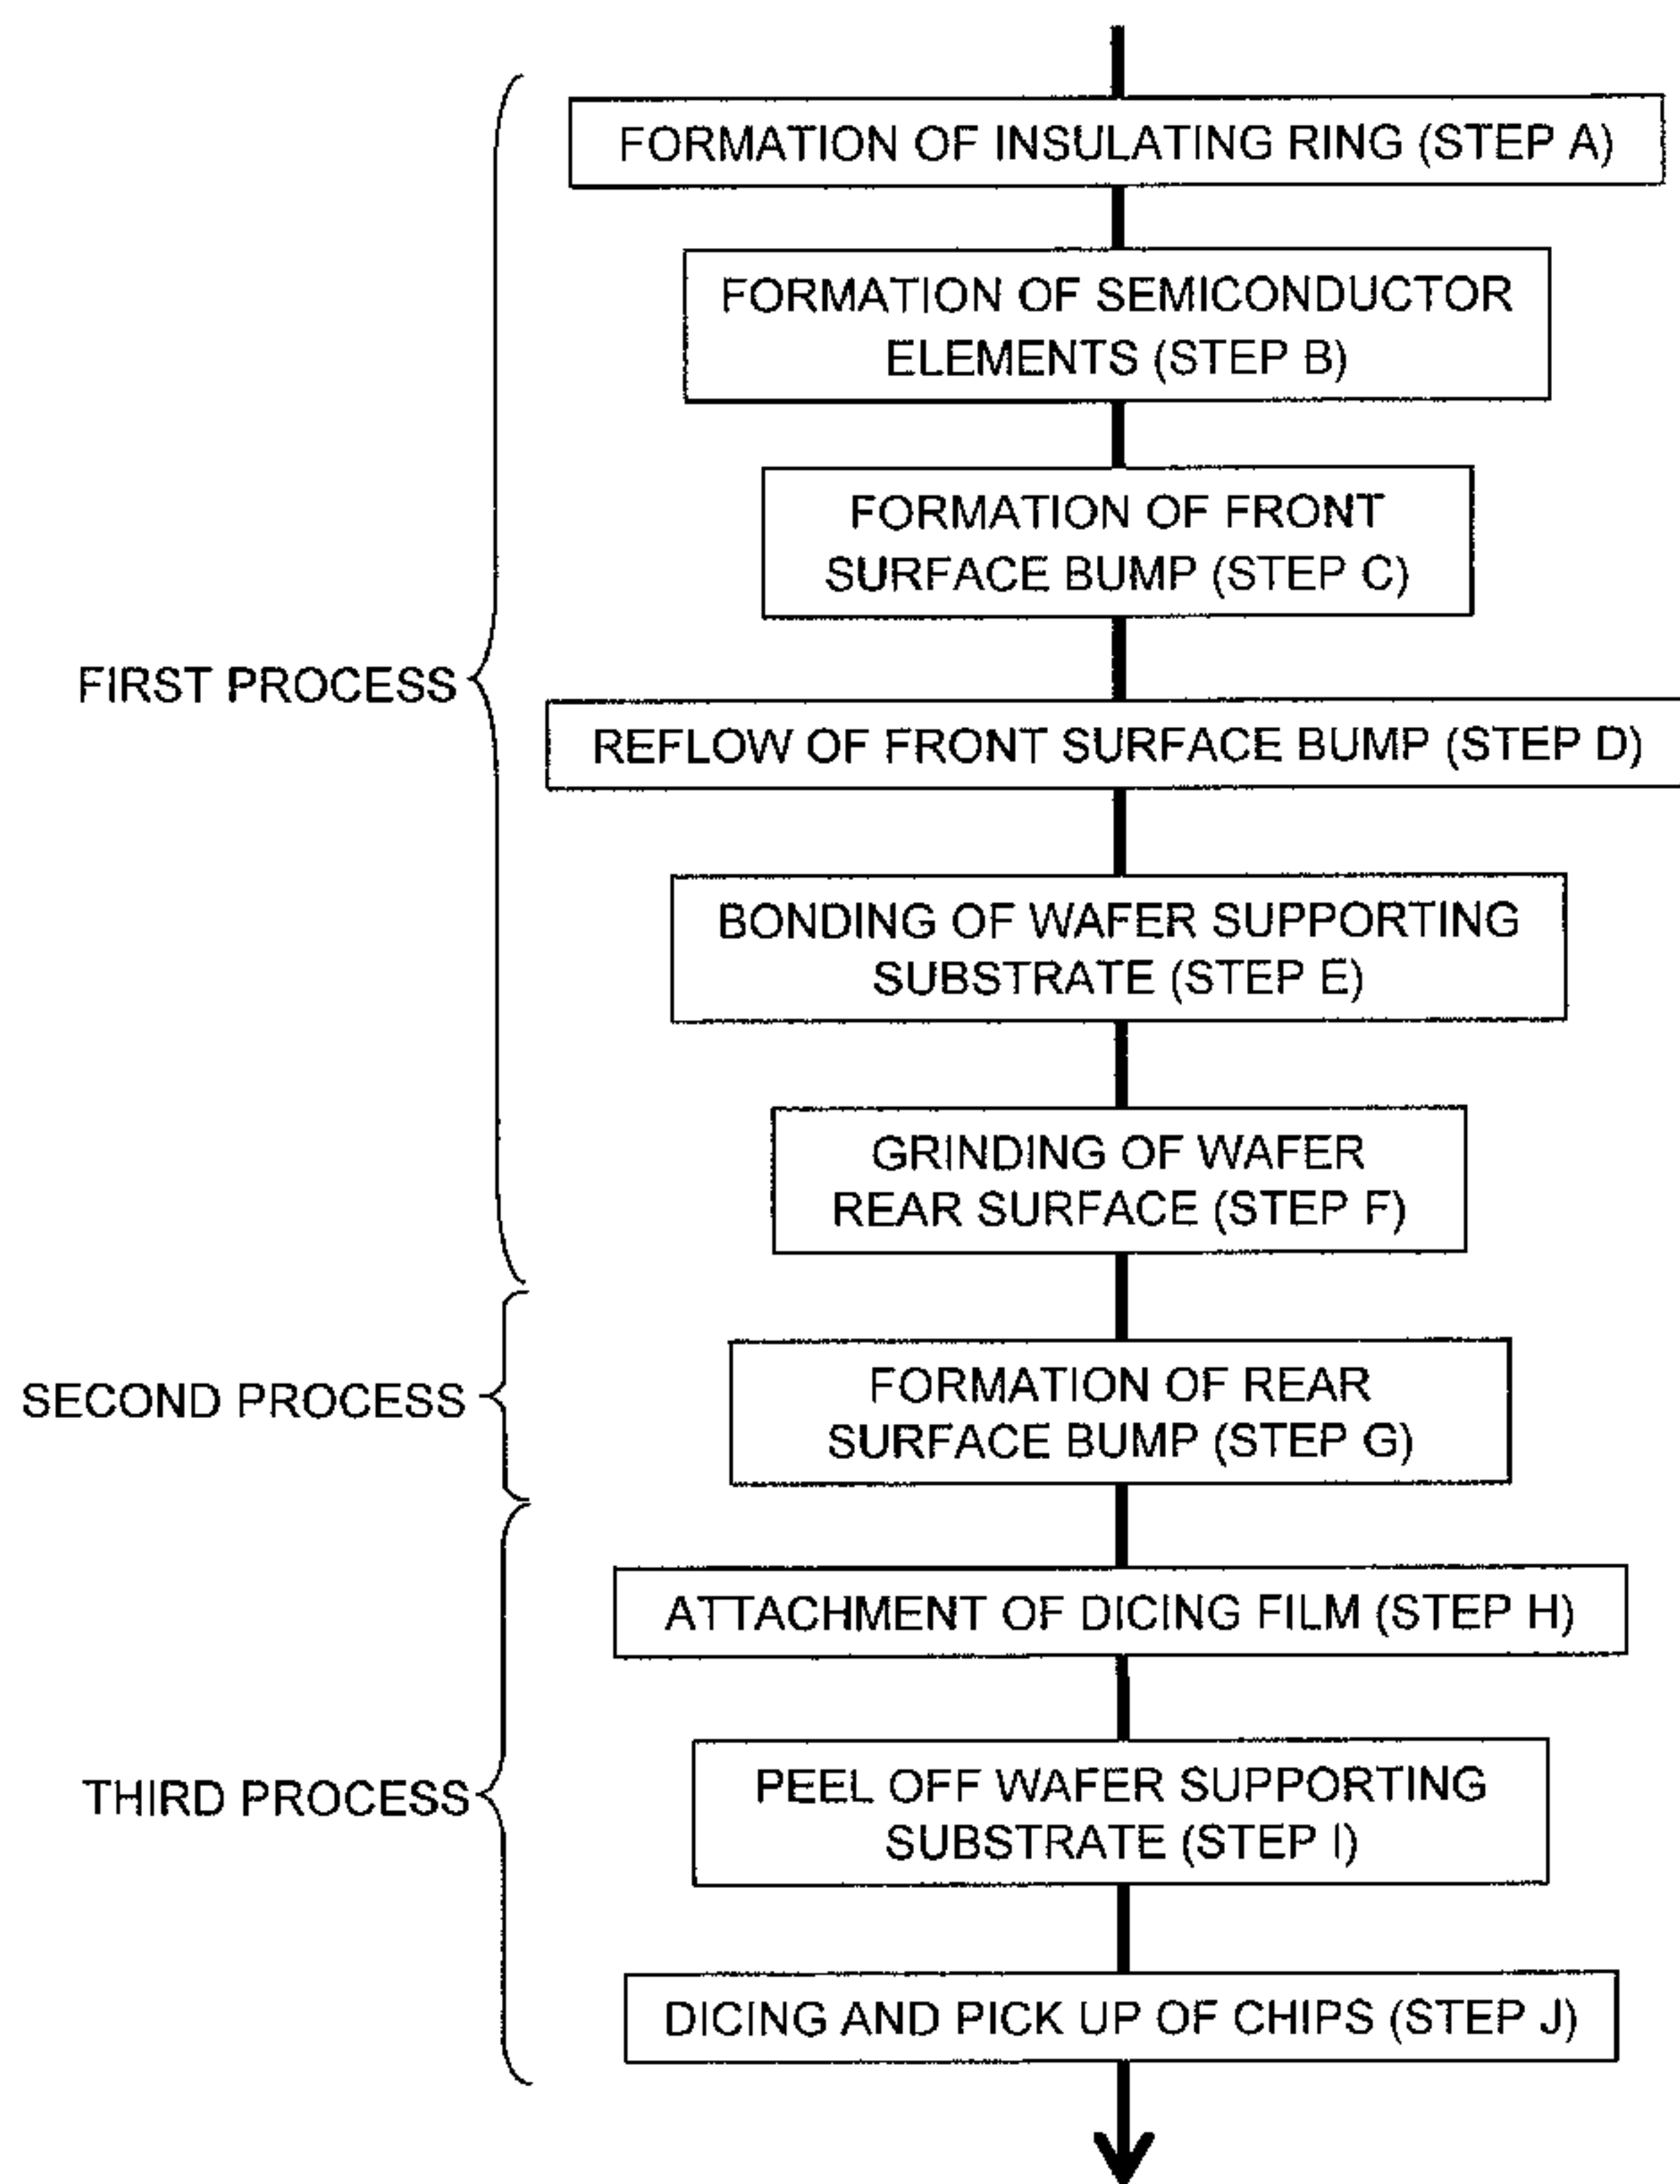 FORMATION OF INSULATING RING (STEP A)
FORMATION OF SEMICONDUCTOR
ELEMENTS (STEP B)
FORMATION OF FRONT
SURFACE BUMP (STEP C)
FIRST PROCESS
REFLOW OF FRONT SURFACE BUMP (STEP D)
BONDING OF WAFER SUPPORTING
SUBSTRATE (STEP E)
GRINDING OF WAFER
REAR SURFACE (STEP F)
SECOND PROCESS
FORMATION OF REAR
SURFACE BUMP (STEP G)
ATTACHMENT OF DICING FILM (STEP H)
THIRD PROCESS
PEEL OFF WAFER SUPPORTING
SUBSTRATE (STEP I)
DICING AND PICK UP OF CHIPS (STEP J)